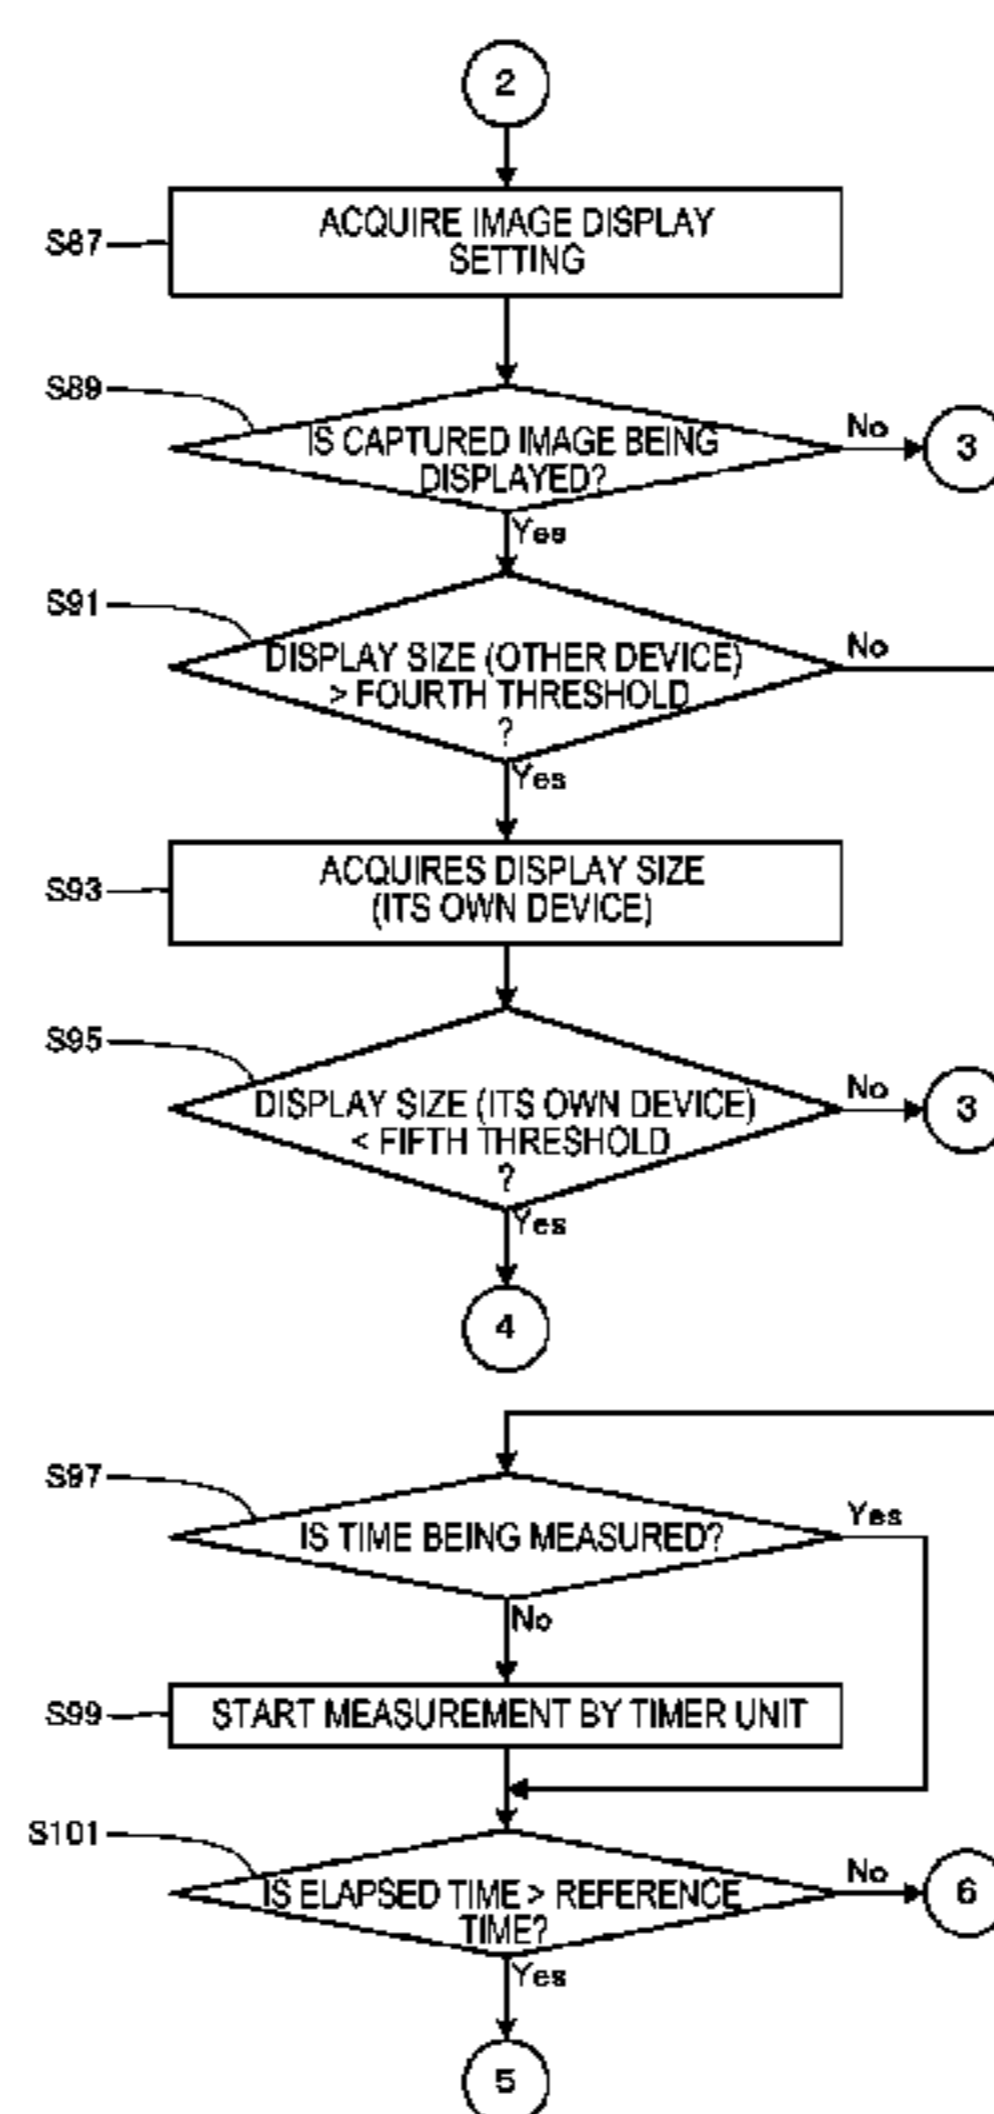 2
S87
ACQUIRE IMAGE DISPLAY
SETTING
S89
IS CAPTURED IMAGE BEING
DISPLAYED?
No
3
Yes
S91
DISPLAY SIZE (OTHER DEVICE)
> FOURTH THRESHOLD
?
No
Yes
S93
ACQUIRES DISPLAY SIZE
(ITS OWN DEVICE)
S95
DISPLAY SIZE (ITS OWN DEVICE)
< FIFTH THRESHOLD
?
No
3
Yes
4
S97
IS TIME BEING MEASURED?
Yes
No
S99
START MEASUREMENT BY TIMER UNIT
S101
IS ELAPSED TIME > REFERENCE
TIME?
No
6
Yes
5